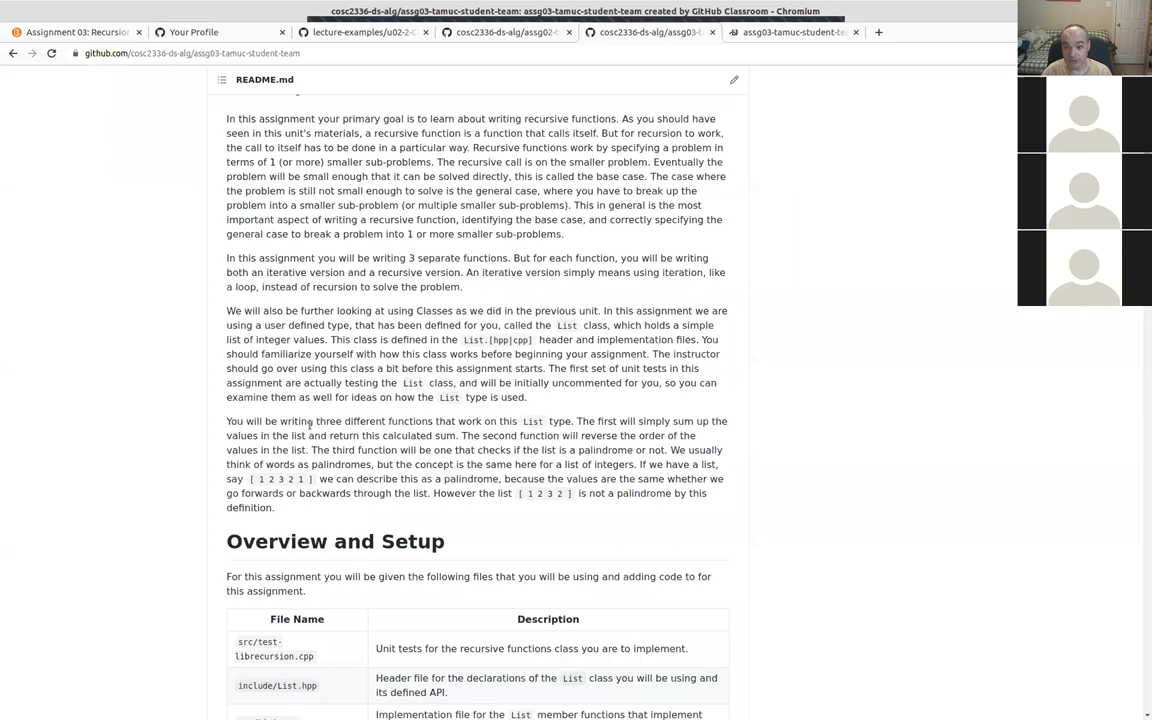 cosc2336-ds-alg/assg03-tamuc-student-team: assg03-tamuc-student-team created by GitHub Classroom - Chromium
Assignment 03: Recursion
Your Profile
lecture-examples/u02-2-
cosc2336-ds-alg/assg02-t
cosc2336-ds-alg/assg03-
assg03-tamuc-student-te
github.com/cosc2336-ds-alg/assg03-tamuc-student-team
README.md
In this assignment your primary goal is to learn about writing recursive functions. As you should have
seen in this unit's materials, a recursive function is a function that calls itself. But for recursion to work,
the call to itself has to be done in a particular way. Recursive functions work by specifying a problem in
terms of 1 (or more) smaller sub-problems. The recursive call is on the smaller problem. Eventually the
problem will be small enough that it can be solved directly, this is called the base case. The case where
the problem is still not small enough to solve is the general case, where you have to break up the
problem into a smaller sub-problem (or multiple smaller sub-problems). This in general is the most
important aspect of writing a recursive function, identifying the base case, and correctly specifying the
general case to break a problem into 1 or more smaller sub-problems.
In this assignment you will be writing 3 separate functions. But for each function, you will be writing
both an iterative version and a recursive version. An iterative version simply means using iteration, like
a loop, instead of recursion to solve the problem.
We will also be further looking at using Classes as we did in the previous unit. In this assignment we are
using a user defined type, that has been defined for you, called the List class, which holds a simple
list of integer values. This class is defined in the List.[hpp|cpp] header and implementation files. You
should familiarize yourself with how this class works before beginning your assignment. The instructor
should go over using this class a bit before this assignment starts. The first set of unit tests in this
assignment are actually testing the List class, and will be initially uncommented for you, so you can
examine them as well for ideas on how the List type is used.
You will be writing three different functions that work on this List type. The first will simply sum up the
values in the list and return this calculated sum. The second function will reverse the order of the
values in the list. The third function will be one that checks if the list is a palindrome or not. We usually
think of words as palindromes, but the concept is the same here for a list of integers. If we have a list,
say [ 1 2 3 2 1 ] we can describe this as a palindrome, because the values are the same whether we
go forwards or backwards through the list. However the list [ 1 2 3 2 ] is not a palindrome by this
definition.
Overview and Setup
For this assignment you will be given the following files that you will be using and adding code to for
this assignment.
File Name Description
src/test-
librecursion.cpp
Unit tests for the recursive functions class you are to implement.
include/List.hpp
Header file for the declarations of the List class you will be using and
its defined API.
Implementation file for the List member functions that implement